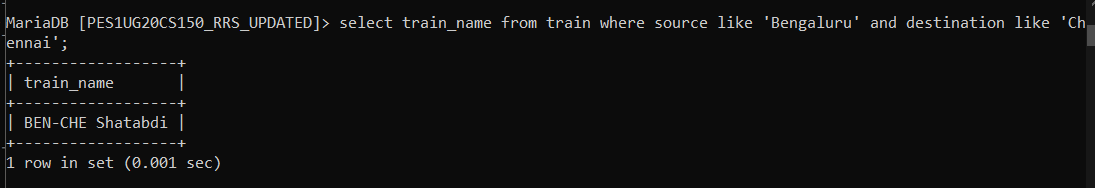 MariaDB [PES1UG20CS150_RRS_UPDATED]> select train_name from train where source like 'Bengaluru' and destination like 'Ch
ennai';
+------------------+
| train_name       |
+------------------+
| BEN-CHE Shatabdi |
+------------------+
1 row in set (0.001 sec)